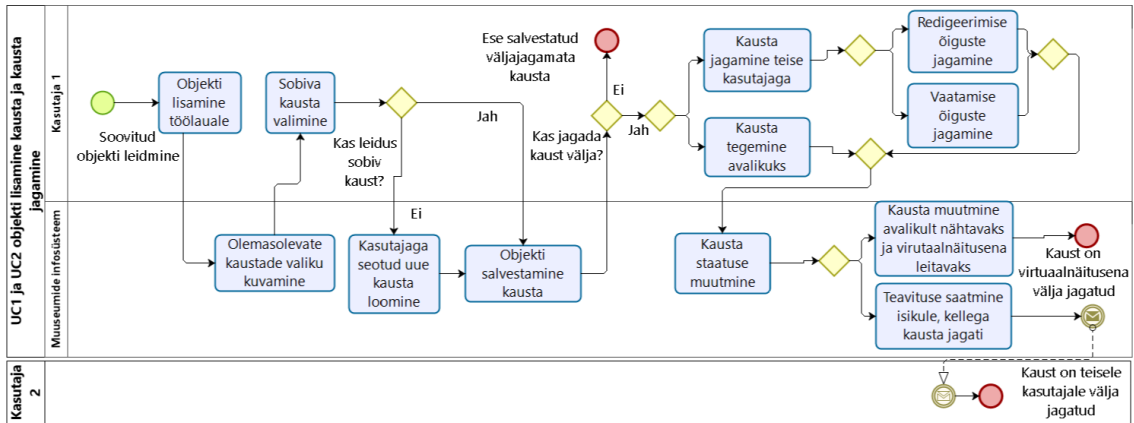 UC1 ja UC2 objekti lisamine kausta ja kausta
jagamine
Kasutaja 1
Soovitud
objekti leidmine
Objekti
lisamine
töölauale
Sobiva
kausta
valimine
Kas leidus
sobiv
kaust?
Jah
Ei
Ese salvestatud
väljajagamata
kausta
Ei
Kas jagada
kaust välja?
Jah
Kausta
jagamine teise
kasutajaga
Kausta
tegemine
avalikuks
Redigeerimise
õiguste
jagamine
Vaatamise
õiguste
jagamine
Muuseumide infosüsteem
Olemasolevate
kaustade valiku
kuvamine
Kasutajaga
seotud uue
kausta
loomine
Objekti
salvestamine
kausta
Kausta
staatuse
muutmine
Kausta muutmine
avalikult nähtavaks
ja virutaalnäitusena
leitavaks
Kaust on
virtuaalnäitusena
välja jagatud
Teavituse saatmine
isikule, kellega
kausta jagati
Kasutaja
2
Kaust on teisele
kasutajale välja
jagatud